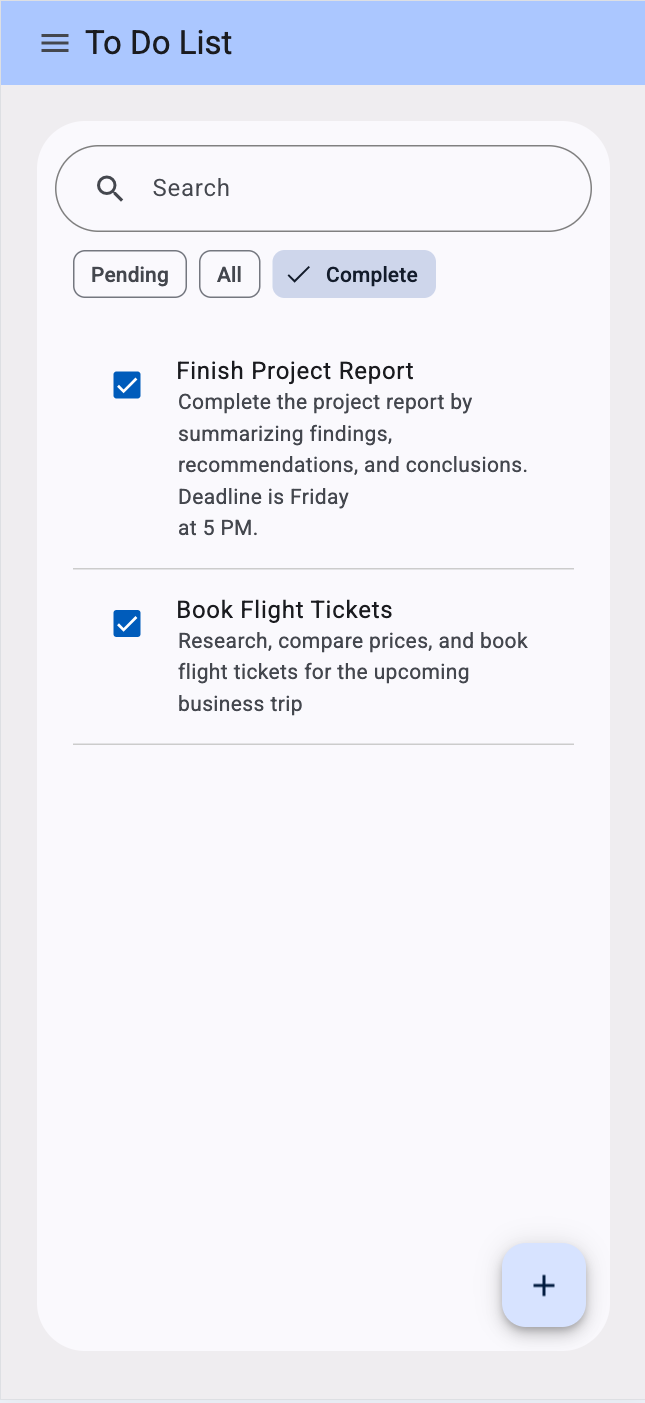 To Do List
Search
Pending All Complete
Finish Project Report
Complete the project report by
summarizing findings,
recommendations, and conclusions.
Deadline is Friday
at 5 PM.
Book Flight Tickets
Research, compare prices, and book
flight tickets for the upcoming
business trip